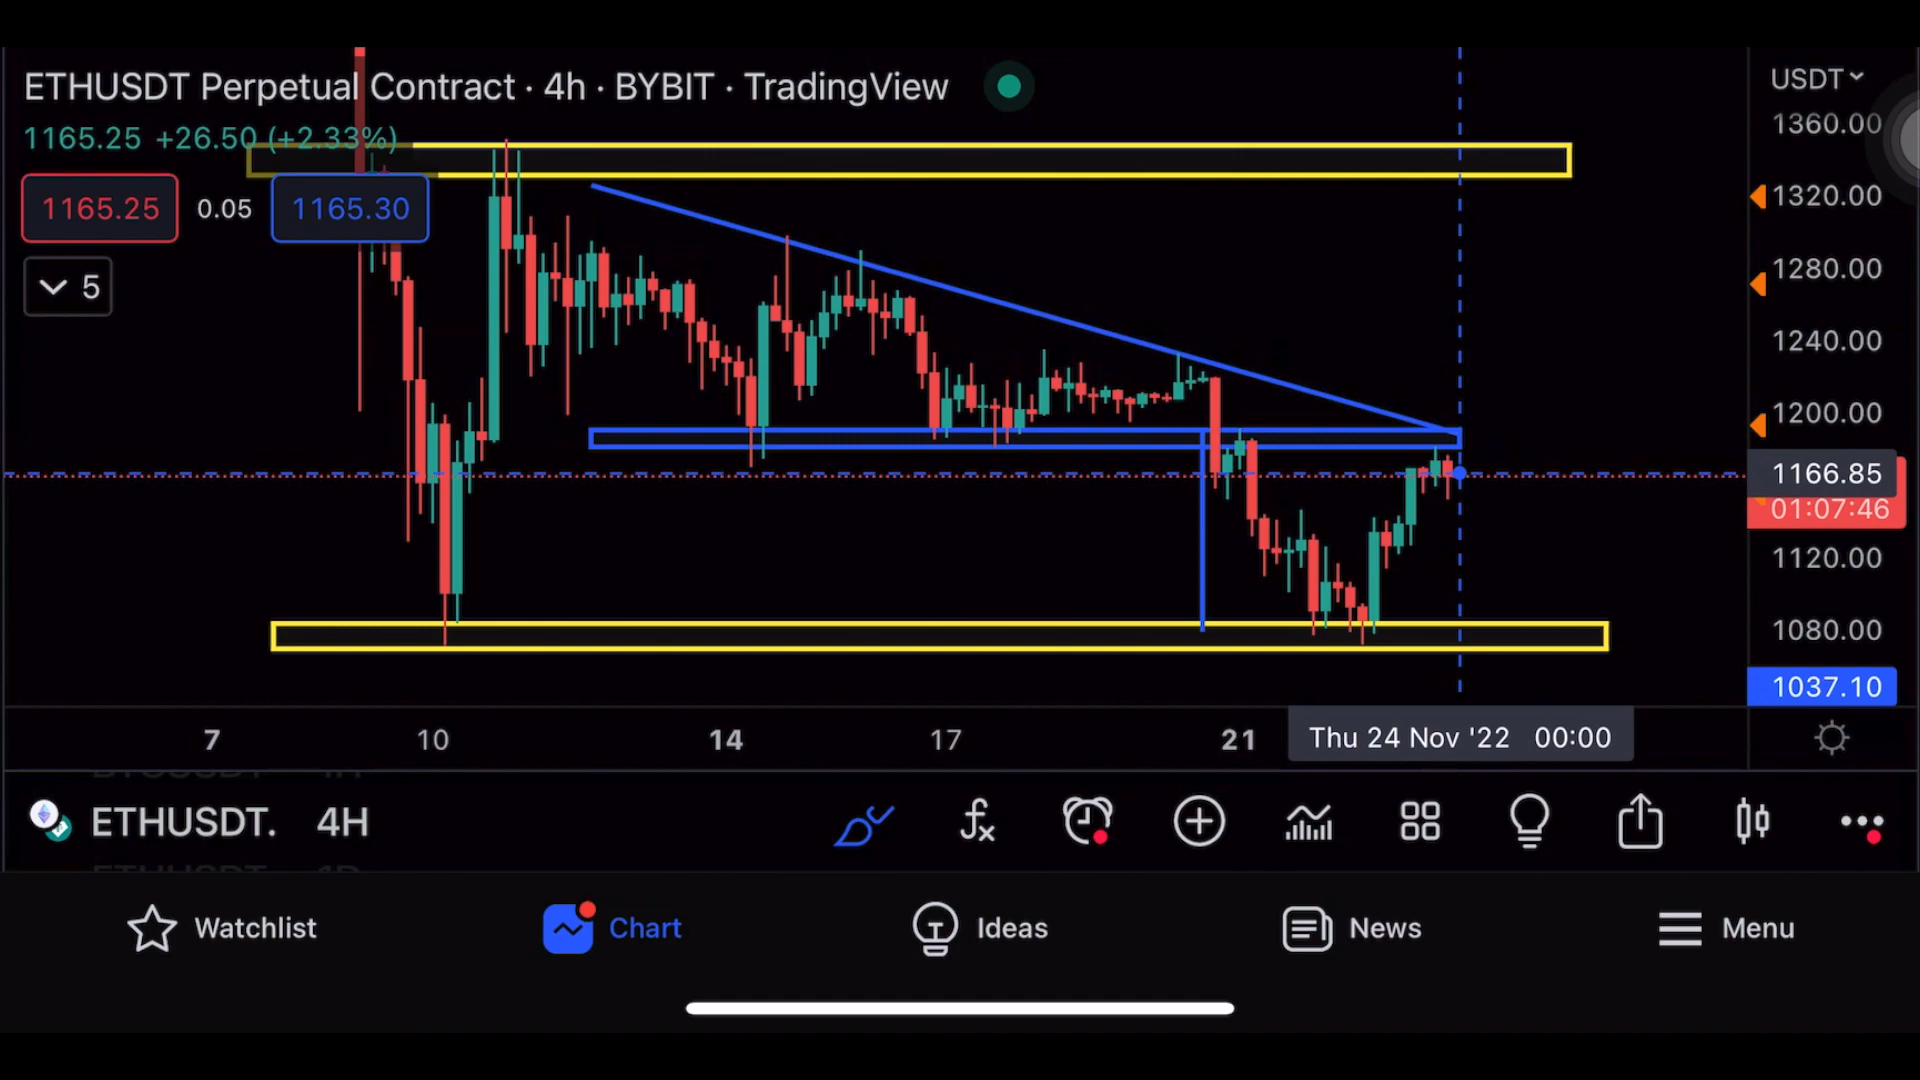 ETHUSDT Perpetual Contract · 4h · BYBIT · TradingView
USDT
1360.00
1165.25 +26.50 (+2.33%)
1165.25 0.05 1165.30
1320.00
1280.00
5
1240.00
1200.00
1166.85
01:07:46
1120.00
1080.00
1037.10
7 10 14 17 21 Thu 24 Nov '22 00:00
ETHUSDT. 4H
Watchlist Chart Ideas News Menu